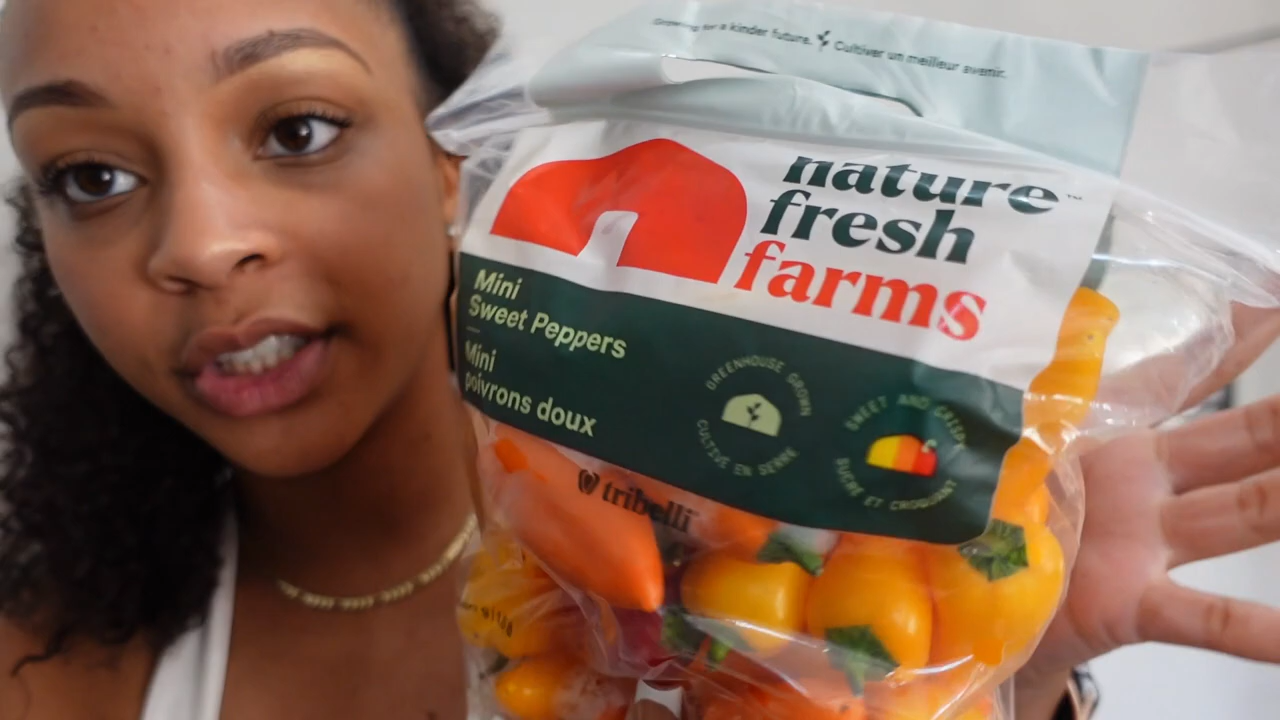 Growing for a kinder future. Cultiver un meilleur avenir.
nature
fresh
farms
™
Mini
Sweet Peppers
Mini
poivrons doux
GREENHOUSE GROWN
CULTIVÉ EN SERRE
SWEET AND CRISP
SUCRÉ ET CROQUANT
tribelli